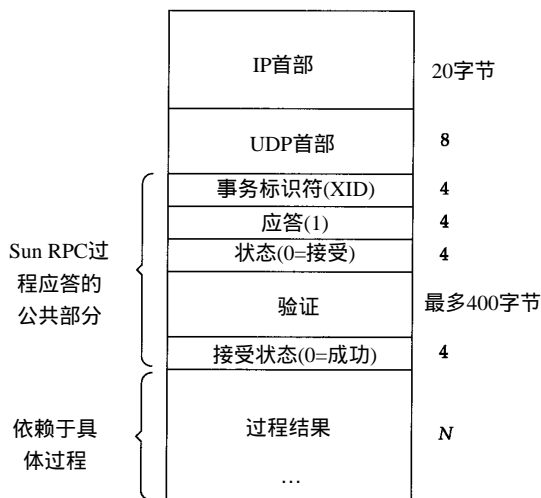 IP首部
20字节
UDP首部
8
事务标识符(XID)
4
应答(1)
4
状态(0=接受)
4
Sun RPC过
程应答的
公共部分
验证
最多400字节
接受状态(0=成功)
4
依赖于具
体过程
过程结果
N
…